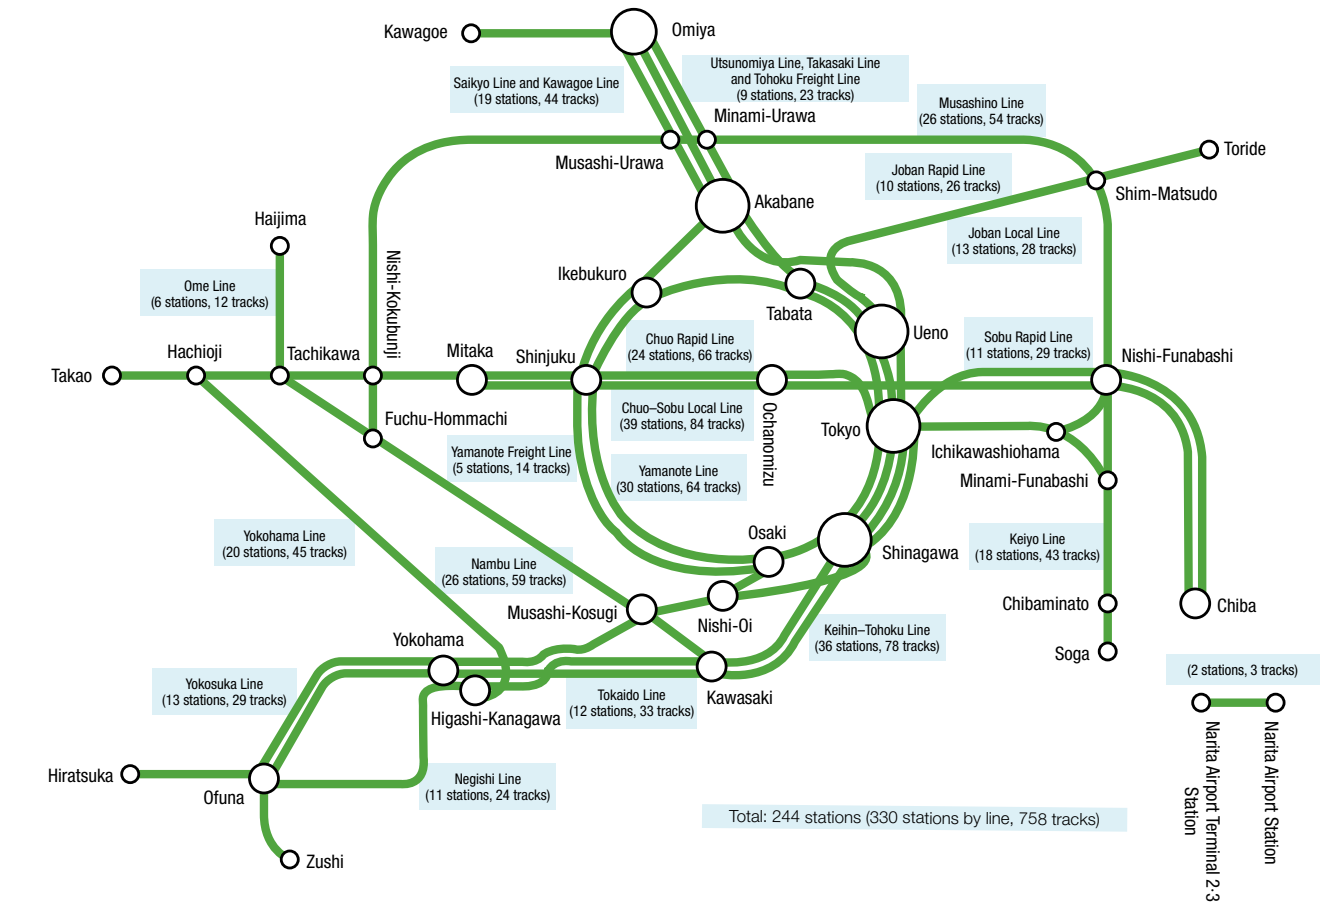 Kawagoe
Omiya
Saikyo Line and Kawagoe Line
(19 stations, 44 tracks)
Utsunomiya Line, Takasaki Line
and Tohoku Freight Line
(9 stations, 23 tracks)
Minami-Urawa
Musashino Line
(26 stations, 54 tracks)
Musashi-Urawa
Toride
Joban Rapid Line
(10 stations, 26 tracks)
Shim-Matsudo
Akabane
Haijima
Joban Local Line
(13 stations, 28 tracks)
Nishi-Kokubunji
Ikebukuro
Ome Line
(6 stations, 12 tracks)
Tabata
Ueno
Chuo Rapid Line
(24 stations, 66 tracks)
Sobu Rapid Line
(11 stations, 29 tracks)
Hachioji
Tachikawa
Mitaka
Shinjuku
Nishi-Funabashi
Takao
Fuchu-Hommachi
Chuo–Sobu Local Line
(39 stations, 84 tracks)
Ochanomizu
Tokyo
Yamanote Freight Line
(5 stations, 14 tracks)
Yamanote Line
(30 stations, 64 tracks)
Ichikawashiohama
Minami-Funabashi
Yokohama Line
(20 stations, 45 tracks)
Osaki
Shinagawa
Keiyo Line
(18 stations, 43 tracks)
Nambu Line
(26 stations, 59 tracks)
Musashi-Kosugi
Nishi-Oi
Chibaminato
Chiba
Keihin–Tohoku Line
(36 stations, 78 tracks)
Yokohama
Soga
Yokosuka Line
(13 stations, 29 tracks)
Higashi-Kanagawa
Tokaido Line
(12 stations, 33 tracks)
Kawasaki
(2 stations, 3 tracks)
Narita Airport Terminal 2·3
Station
Narita Airport Station
Hiratsuka
Ofuna
Negishi Line
(11 stations, 24 tracks)
Total: 244 stations (330 stations by line, 758 tracks)
Zushi